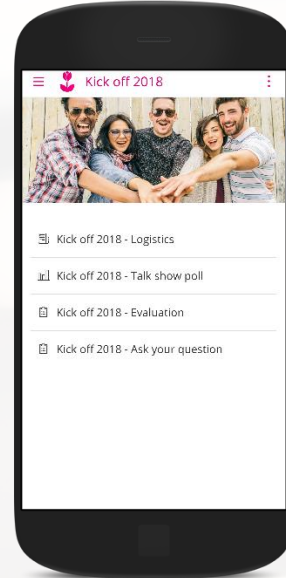 Kick off 2018
Kick off 2018 - Logistics
Kick off 2018 - Talk show poll
Kick off 2018 - Evaluation
Kick off 2018 - Ask your question